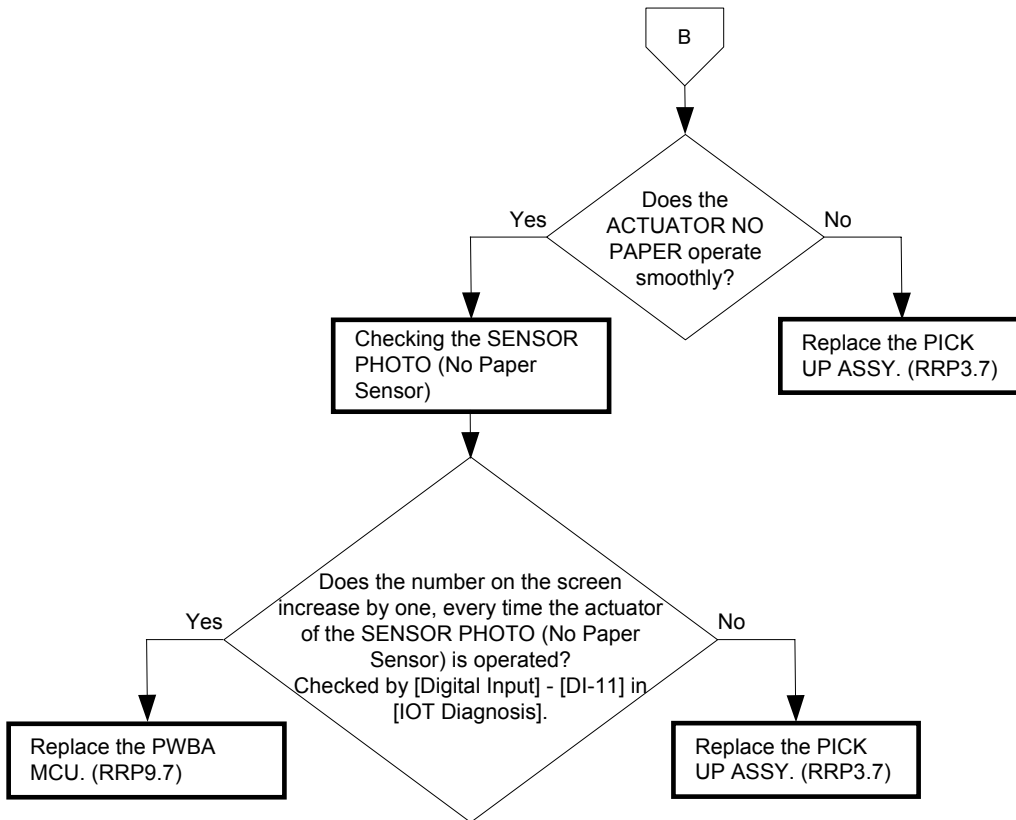 B
Does the
ACTUATOR NO
PAPER operate
smoothly?
Yes
No
Checking the SENSOR
PHOTO (No Paper
Sensor)
Replace the PICK
UP ASSY. (RRP3.7)
Does the number on the screen
increase by one, every time the actuator
of the SENSOR PHOTO (No Paper
Sensor) is operated?
Checked by [Digital Input] - [DI-11] in
[IOT Diagnosis].
Yes
No
Replace the PWBA
MCU. (RRP9.7)
Replace the PICK
UP ASSY. (RRP3.7)